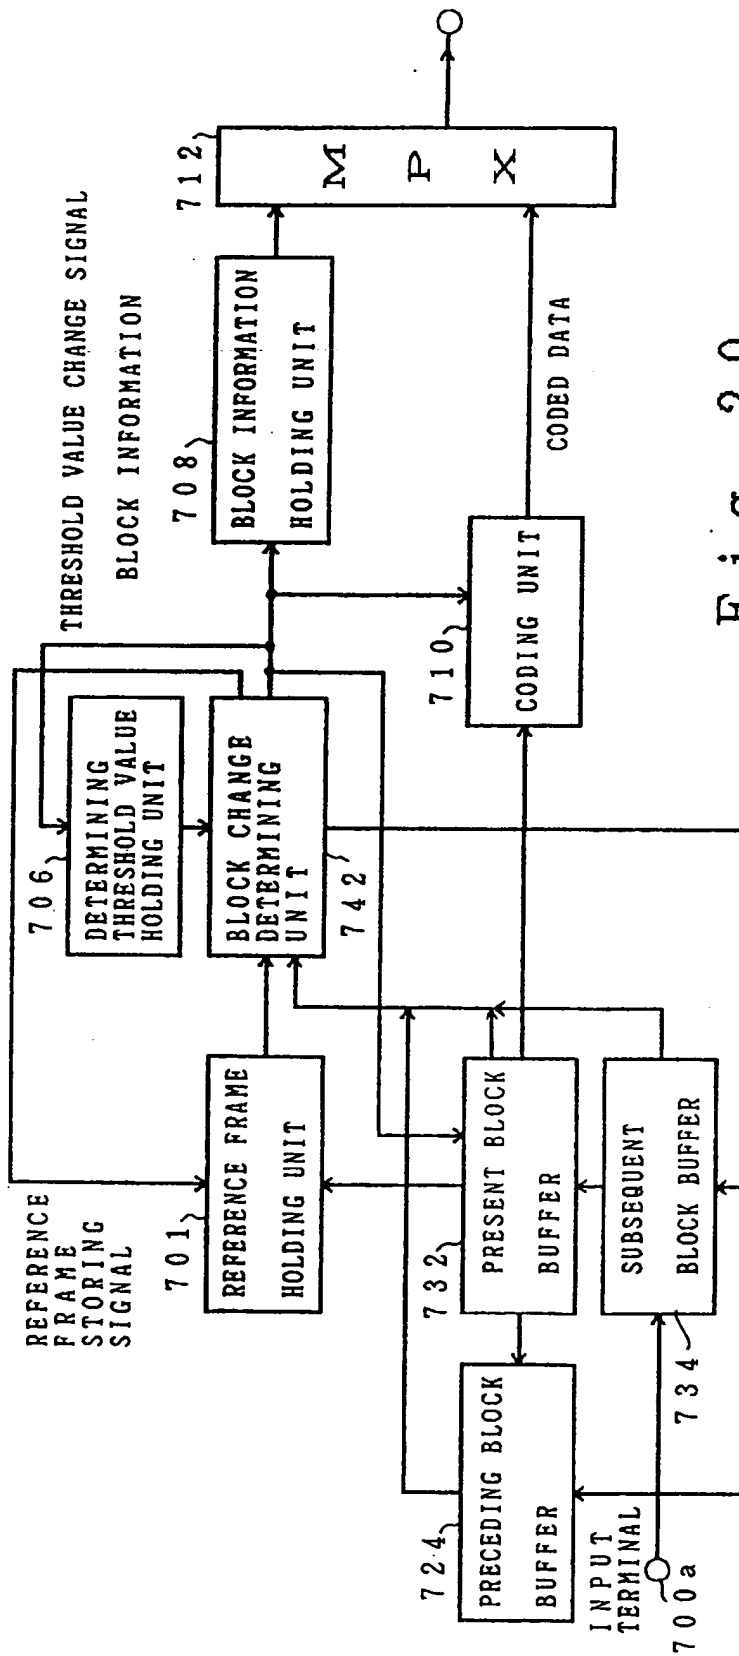 REFERENCE
FRAME
STORING
SIGNAL
THRESHOLD VALUE CHANGE SIGNAL
BLOCK INFORMATION
706
DETERMINING
THRESHOLD VALUE
HOLDING UNIT
701
REFERENCE FRAME
HOLDING UNIT
BLOCK CHANGE
DETERMINING
UNIT
742
708
BLOCK INFORMATION
HOLDING UNIT
712
MPX
724
PRECEDING BLOCK
BUFFER
732
PRESENT BLOCK
BUFFER
710
CODING UNIT
CODED DATA
INPUT
TERMINAL
700a
734
SUBSEQUENT
BLOCK BUFFER